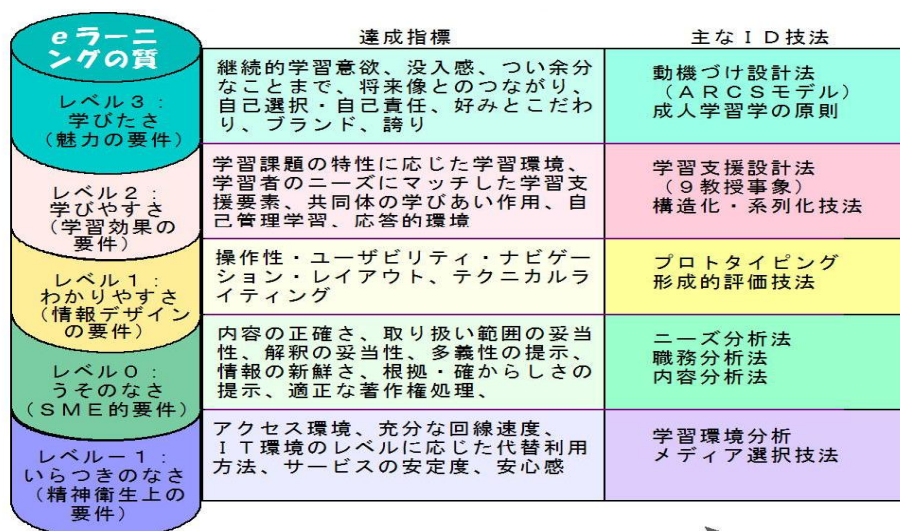 eラーニ
ングの質
達成指標
主なＩＤ技法
レベル３：
学びたさ
（魅力の要件）
継続的学習意欲、没入感、つい余分
なことまで、将来像とのつながり、
自己選択・自己責任、好みとこだわ
り、ブランド、誇り
動機づけ設計法
（ＡＲＣＳモデル）
成人学習学の原則
レベル２：
学びやすさ
（学習効果の
要件）
学習課題の特性に応じた学習環境、
学習者のニーズにマッチした学習支
援要素、共同体の学びあい作用、自
己管理学習、応答的環境
学習支援設計法
（９教授事象）
構造化・系列化技法
レベル１：
わかりやすさ
（情報デザイン
の要件）
操作性・ユーザビリティ・ナビゲー
ション・レイアウト、テクニカルラ
イティング
プロトタイピング
形成的評価技法
レベル０：
うそのなさ
（ＳＭＥ的要件）
内容の正確さ、取り扱い範囲の妥当
性、解釈の妥当性、多義性の提示、
情報の新鮮さ、根拠・確からしさの
提示、適正な著作権処理、
ニーズ分析法
職務分析法
内容分析法
レベルー１：
いらつきのなさ
（精神衛生上の
要件）
アクセス環境、充分な回線速度、
ＩＴ環境のレベルに応じた代替利用
方法、サービスの安定度、安心感
学習環境分析
メディア選択技法